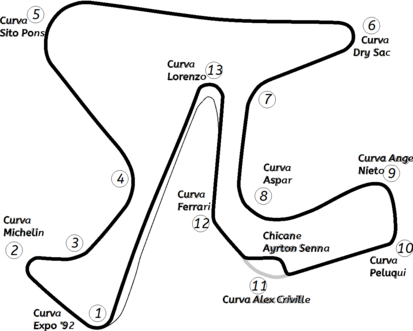 5
Curva
Sito Pons
6
Curva
Dry Sac
Curva
Lorenzo
13
7
Curva Ange
Nieto
9
Curva
Aspar
8
4
Curva
Ferrari
12
Curva
Michelin
2
3
Chicane
Ayrton Senna
10
Curva
Peluqui
11
Curva Alex Criville
1
Curva
Expo '92